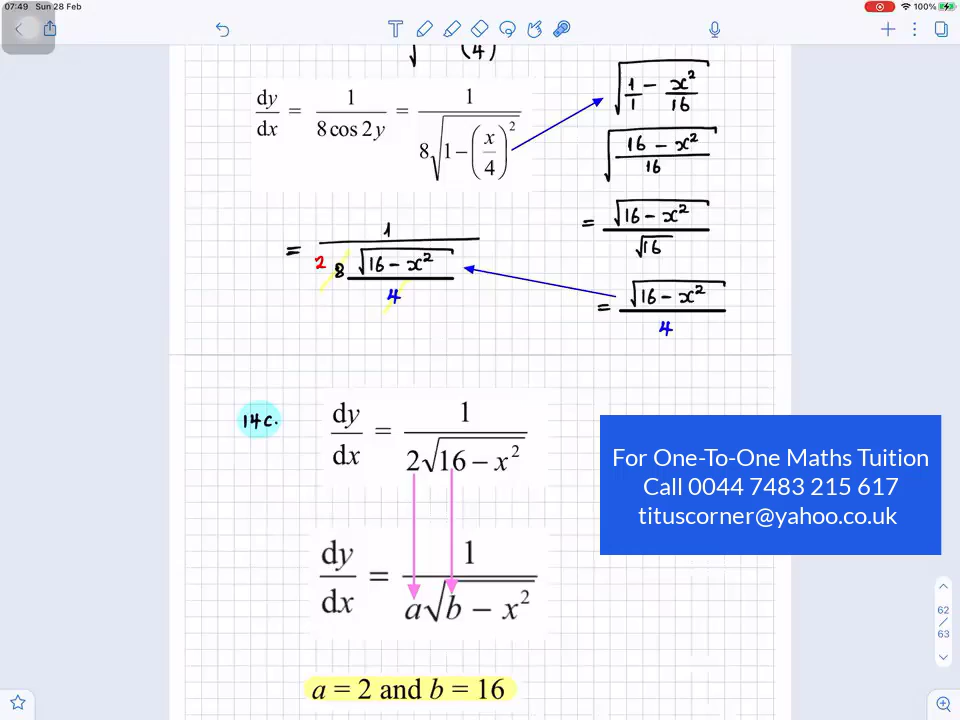 07:49 Sun 28 Feb
100%
T
√ (4)
dy/dx = 1/(8cos2y) = 1/(8√(1−(x/4)²))
√(1/1 − x²/16)
√((16 − x²)/16)
= √(16 − x²)/√16
= 1/(2 8 √(16 − x²)/4)
= √(16 − x²)/4
14c.
dy/dx = 1/(2√(16 − x²))
For One-To-One Maths Tuition
Call 0044 7483 215 617
tituscorner@yahoo.co.uk
dy/dx = 1/(a√(b − x²))
62
/
63
a = 2 and b = 16